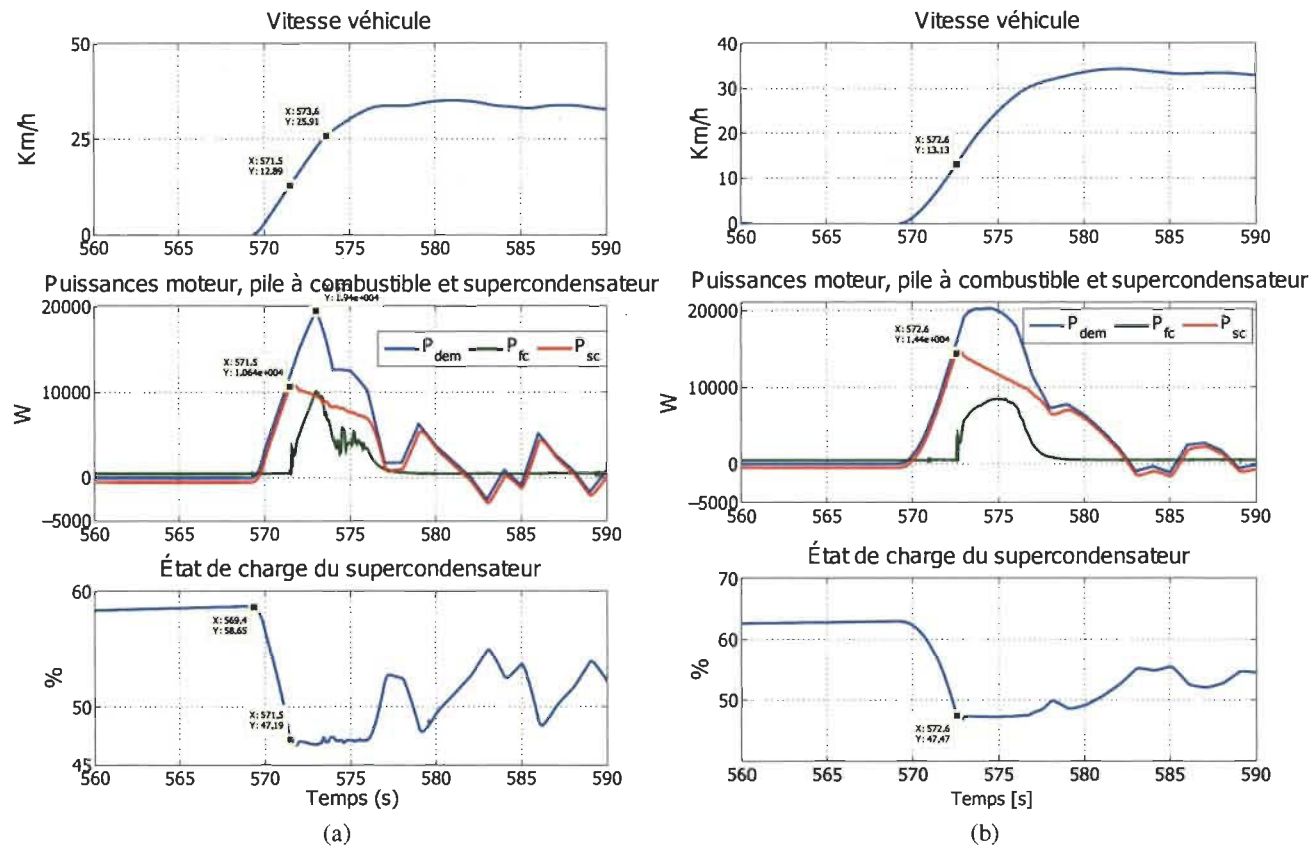 Vitesse véhicule
Km/h
50
25
0
X: 573.6
Y: 25.91
X: 571.5
Y: 12.89
560 565 570 575 580 585 590
Puissances moteur, pile à combustible et supercondensateur
W
20000
10000
0
−5000
Y: 1.94e+004
X: 571.5
Y: 1.064e+004
P dem P fc P sc
560 565 570 575 580 585 590
État de charge du supercondensateur
%
60
50
45
X: 569.4
Y: 58.65
X: 571.5
Y: 47.19
560 565 570 575 580 585 590
Temps (s)
(a)
Vitesse véhicule
Km/h
40
30
20
10
0
X: 572.6
Y: 13.13
560 565 570 575 580 585 590
Puissances moteur, pile à combustible et supercondensateur
W
20000
10000
0
−5000
X: 572.6
Y: 1.44e+004
P dem P fc P sc
560 565 570 575 580 585 590
État de charge du supercondensateur
%
70
60
50
X: 572.6
Y: 47.47
560 565 570 575 580 585 590
Temps [s]
(b)